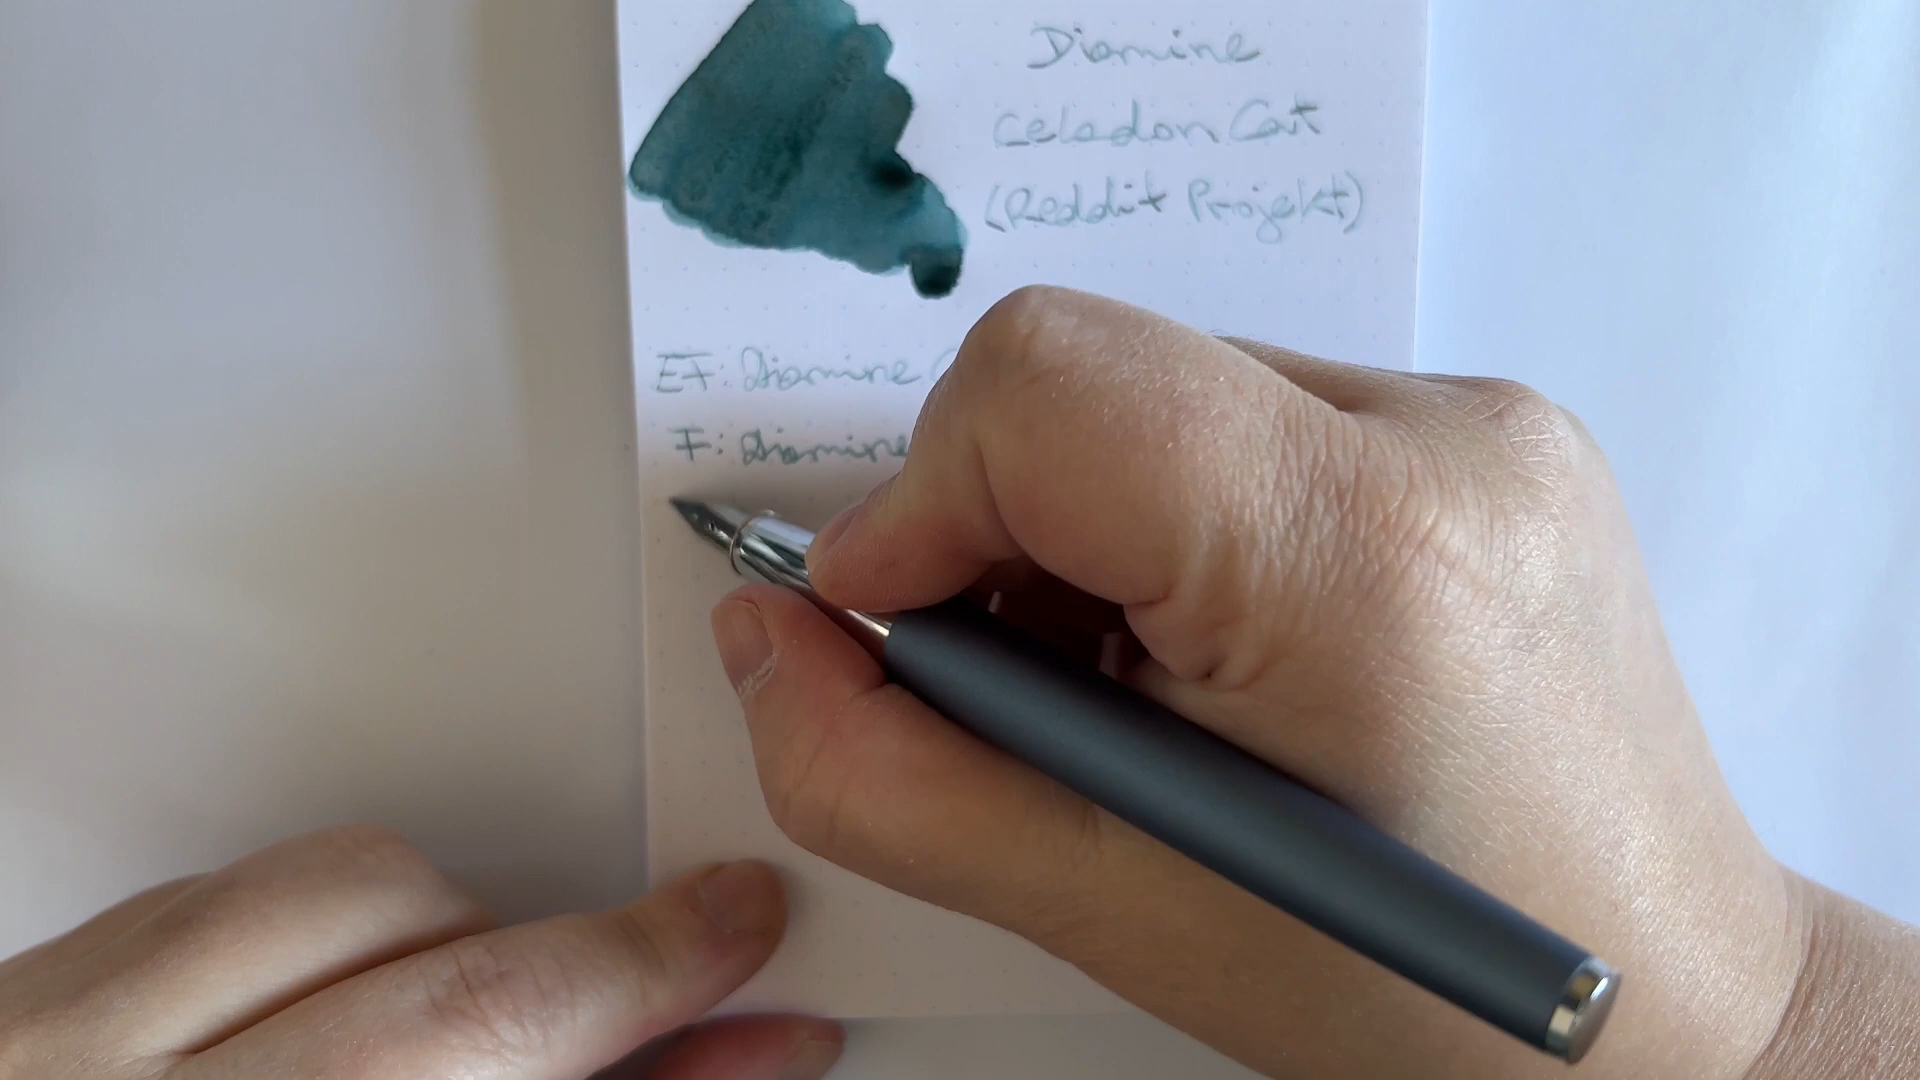 Diamine
Celadon Cat
(Reddit Projekt)
EF: Diamine C
F: Diamine